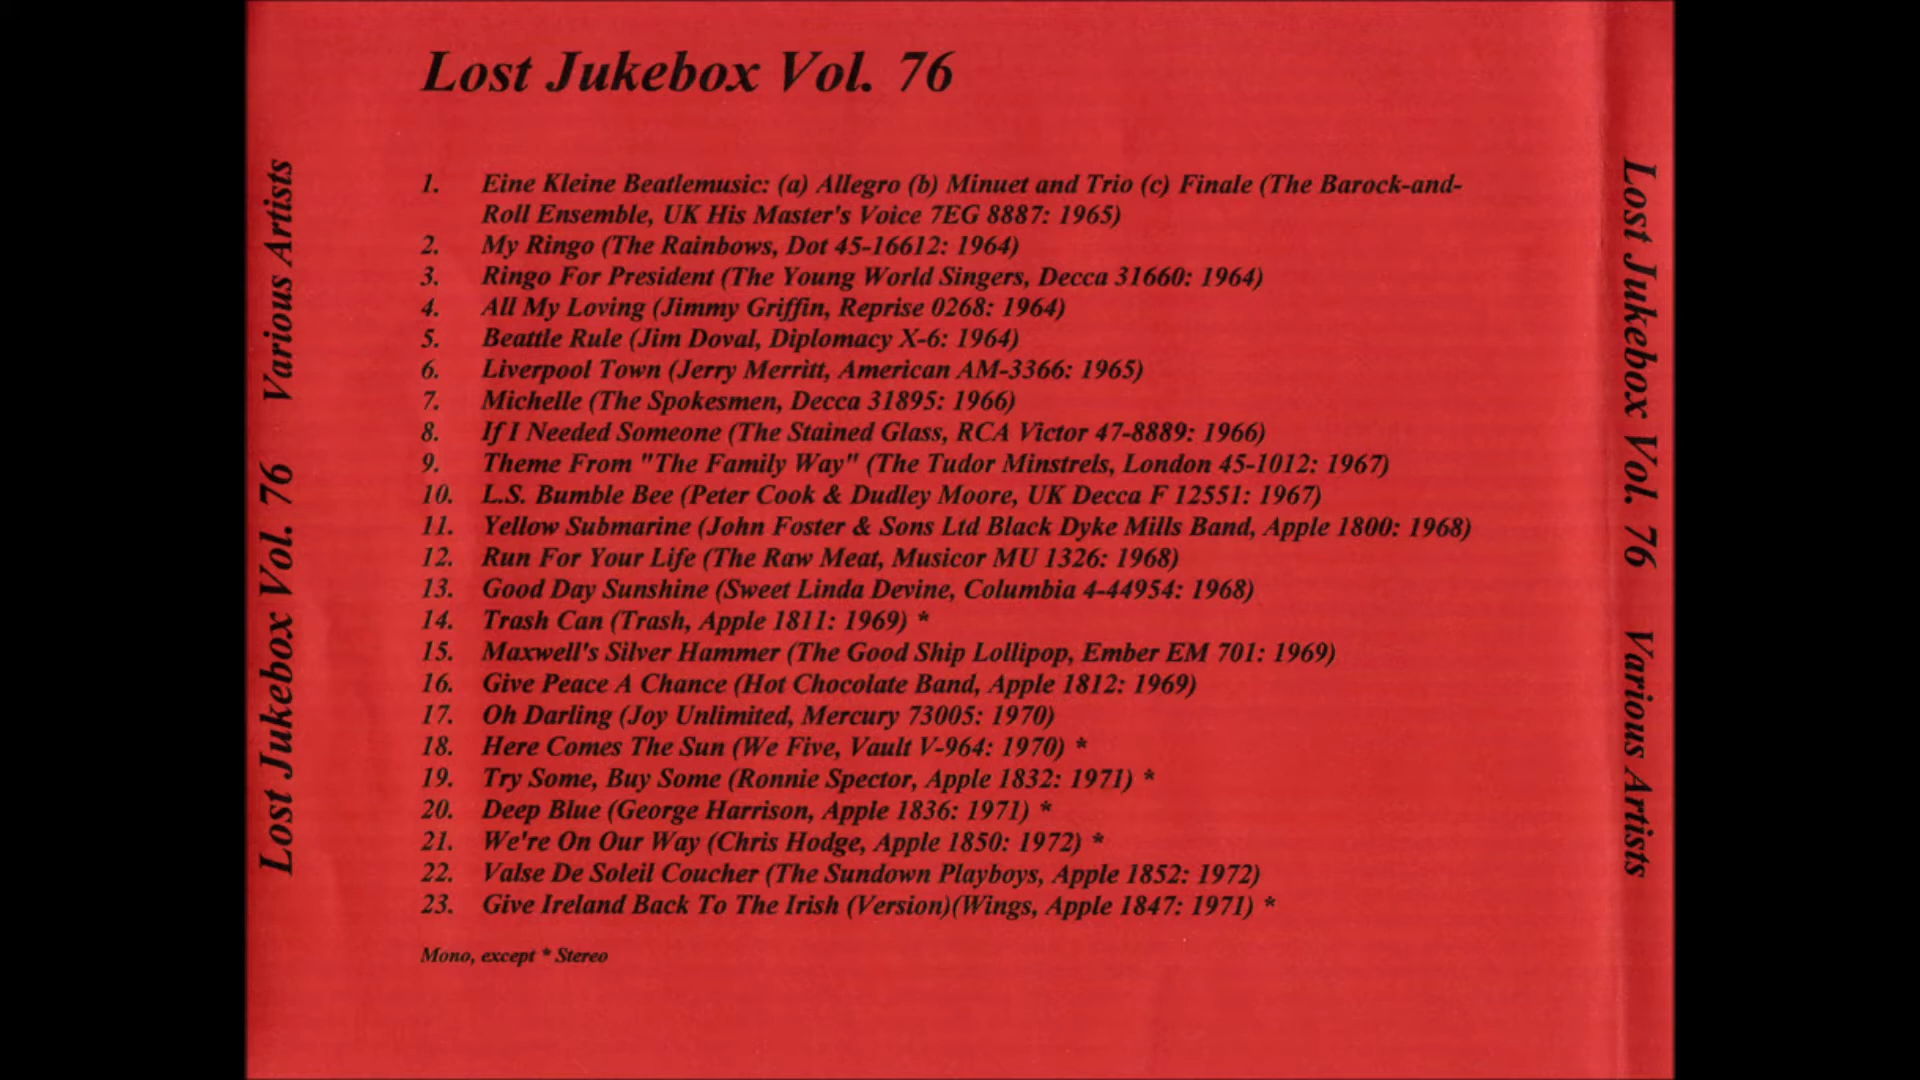 Lost Jukebox Vol. 76
1. Eine Kleine Beatlemusic: (a) Allegro (b) Minuet and Trio (c) Finale (The Barock-and-
Roll Ensemble, UK His Master's Voice 7EG 8887: 1965)
2. My Ringo (The Rainbows, Dot 45-16612: 1964)
3. Ringo For President (The Young World Singers, Decca 31660: 1964)
4. All My Loving (Jimmy Griffin, Reprise 0268: 1964)
5. Beattle Rule (Jim Doval, Diplomacy X-6: 1964)
6. Liverpool Town (Jerry Merritt, American AM-3366: 1965)
7. Michelle (The Spokesmen, Decca 31895: 1966)
8. If I Needed Someone (The Stained Glass, RCA Victor 47-8889: 1966)
9. Theme From "The Family Way" (The Tudor Minstrels, London 45-1012: 1967)
10. L.S. Bumble Bee (Peter Cook & Dudley Moore, UK Decca F 12551: 1967)
11. Yellow Submarine (John Foster & Sons Ltd Black Dyke Mills Band, Apple 1800: 1968)
12. Run For Your Life (The Raw Meat, Musicor MU 1326: 1968)
13. Good Day Sunshine (Sweet Linda Devine, Columbia 4-44954: 1968)
14. Trash Can (Trash, Apple 1811: 1969) *
15. Maxwell's Silver Hammer (The Good Ship Lollipop, Ember EM 701: 1969)
16. Give Peace A Chance (Hot Chocolate Band, Apple 1812: 1969)
17. Oh Darling (Joy Unlimited, Mercury 73005: 1970)
18. Here Comes The Sun (We Five, Vault V-964: 1970) *
19. Try Some, Buy Some (Ronnie Spector, Apple 1832: 1971) *
20. Deep Blue (George Harrison, Apple 1836: 1971) *
21. We're On Our Way (Chris Hodge, Apple 1850: 1972) *
22. Valse De Soleil Coucher (The Sundown Playboys, Apple 1852: 1972)
23. Give Ireland Back To The Irish (Version)(Wings, Apple 1847: 1971) *
Mono, except * Stereo
Lost Jukebox Vol. 76 Various Artists
Lost Jukebox Vol. 76 Various Artists